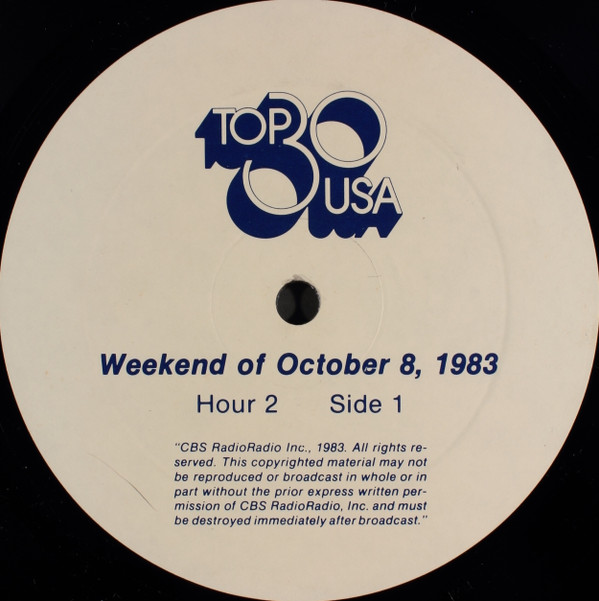 TOP 30
USA
Weekend of October 8, 1983
Hour 2 Side 1
"CBS RadioRadio Inc., 1983. All rights re-
served. This copyrighted material may not
be reproduced or broadcast in whole or in
part without the prior express written per-
mission of CBS RadioRadio, Inc. and must
be destroyed immediately after broadcast."